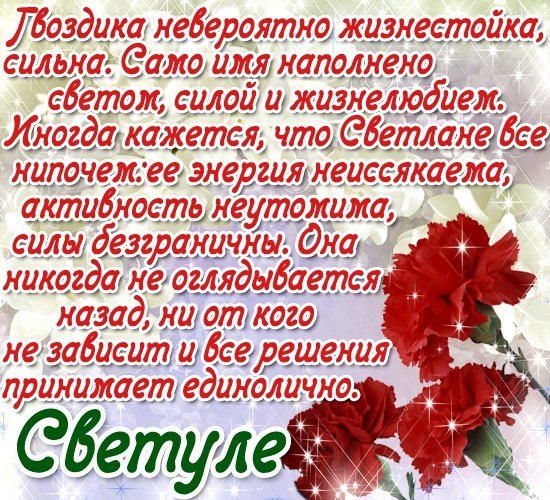 Гвоздика невероятно жизнестойка,
сильна. Само имя наполнено
светом, силой и жизнелюбием.
Иногда кажется, что Светлане все
нипочем:ее энергия неиссякаема,
активность неутомима,
силы безграничны. Она
никогда не оглядывается
назад, ни от кого
не зависит и все решения
принимает единолично.
Светуле